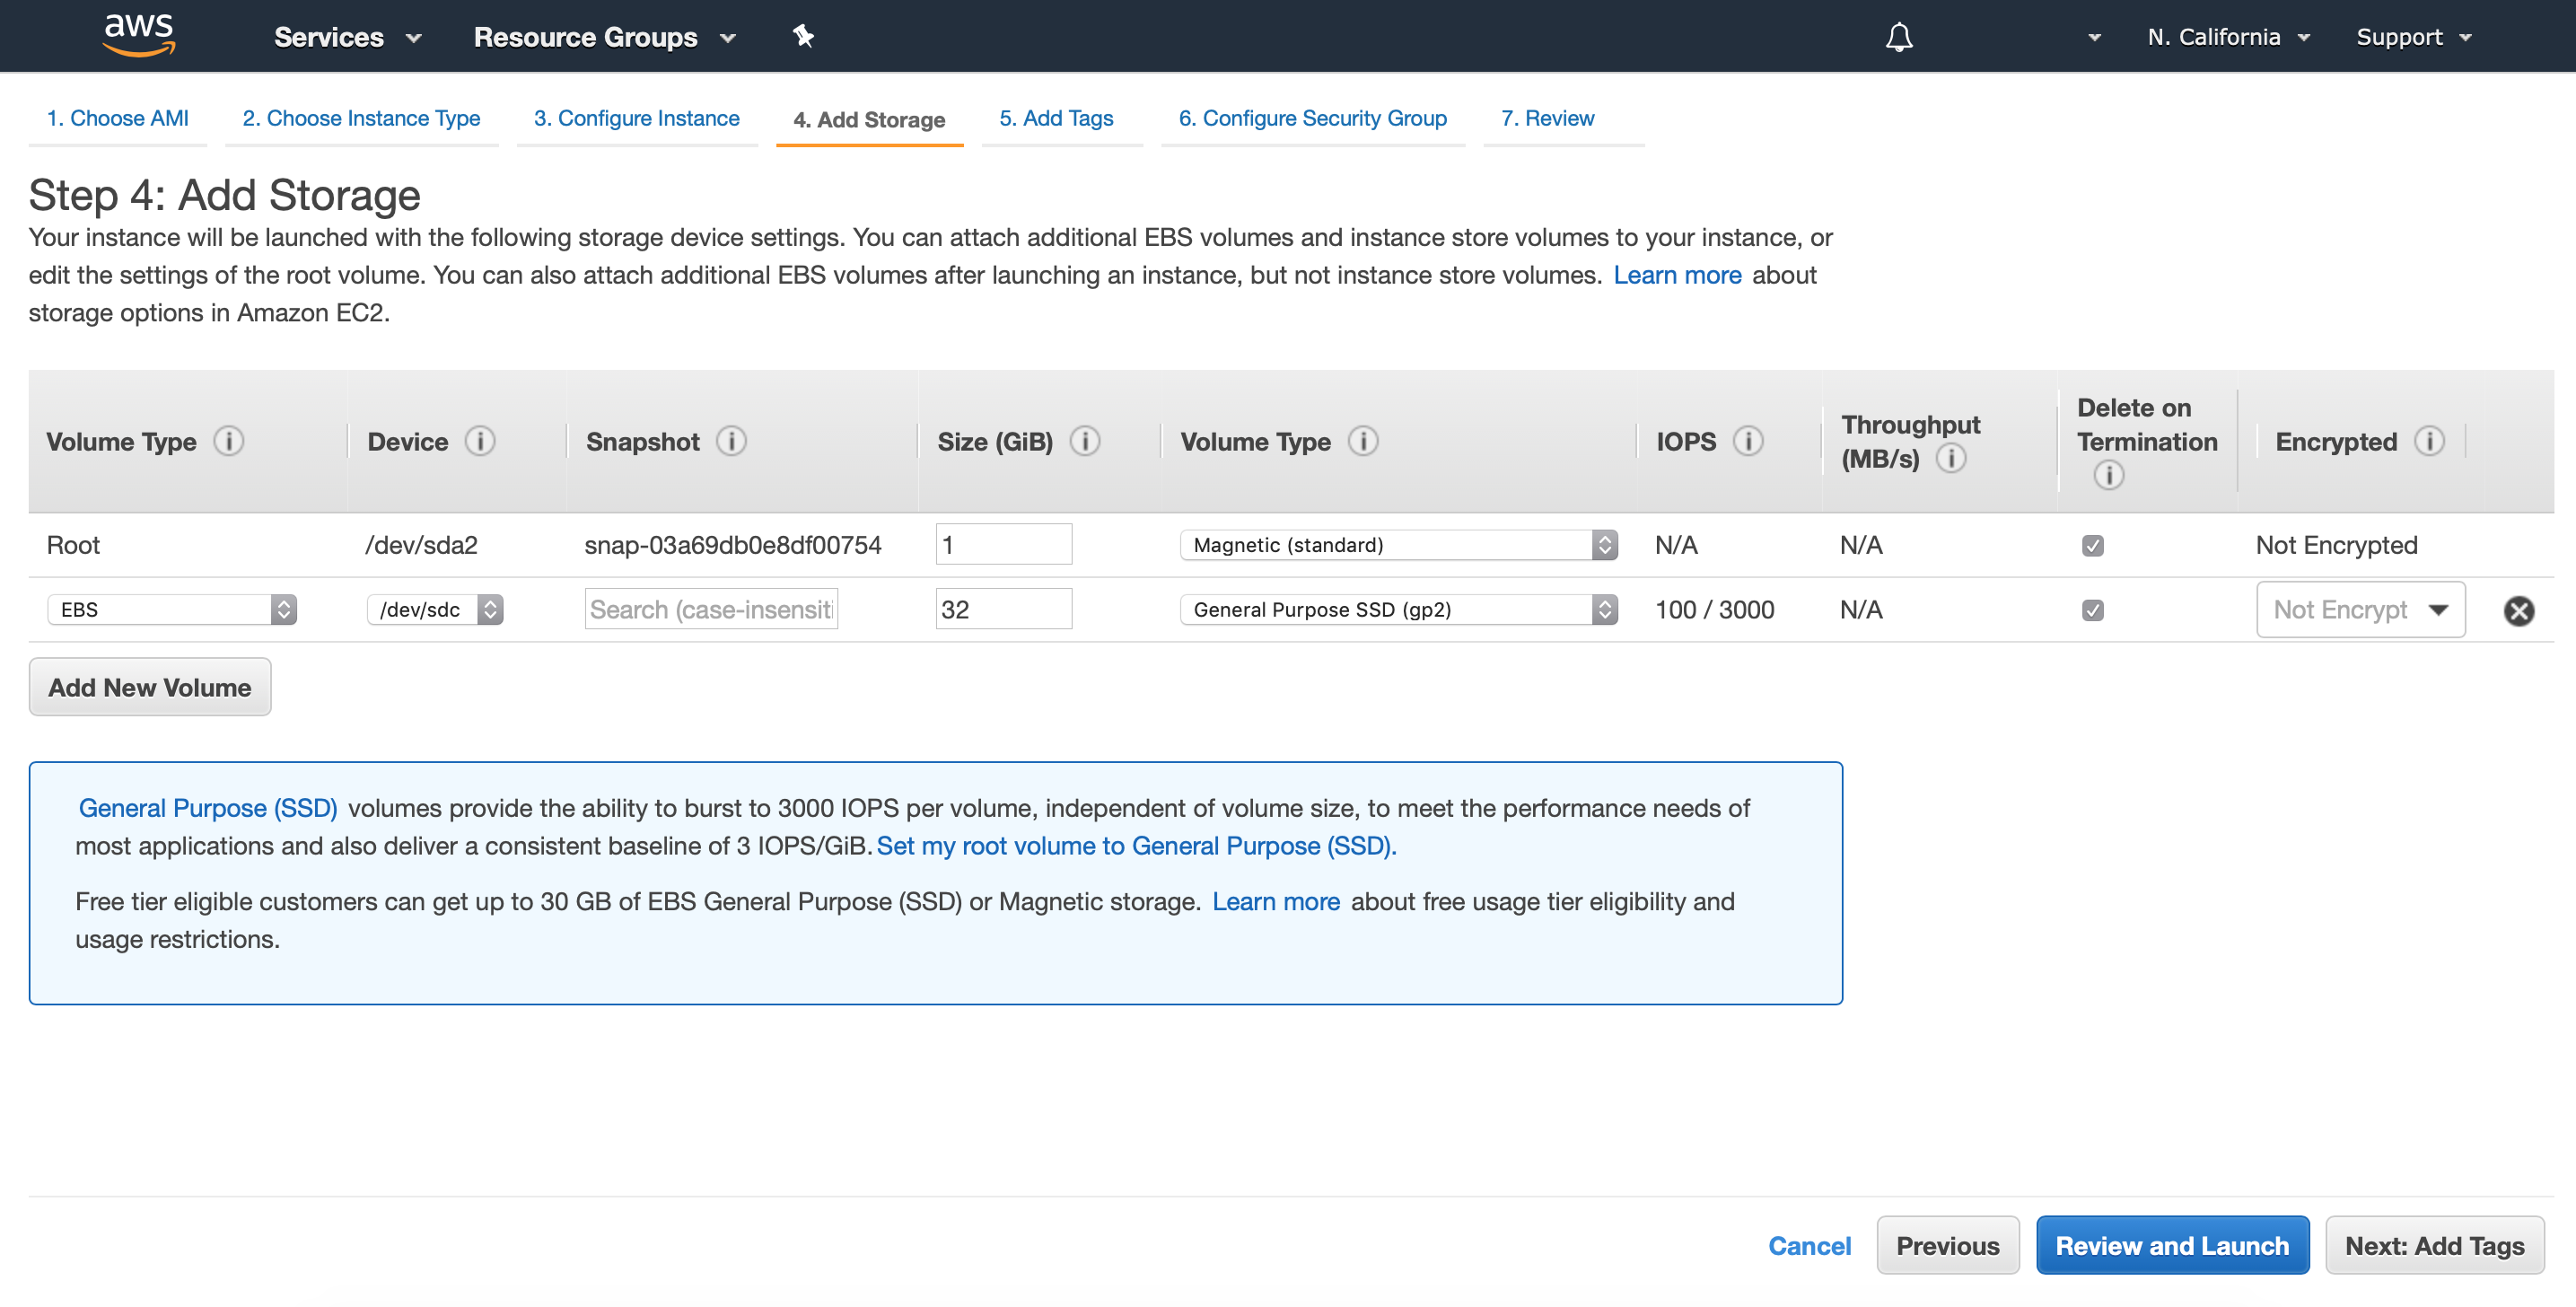 aws Services Resource Groups N. California Support
1. Choose AMI 2. Choose Instance Type 3. Configure Instance 4. Add Storage 5. Add Tags 6. Configure Security Group 7. Review
Step 4: Add Storage
Your instance will be launched with the following storage device settings. You can attach additional EBS volumes and instance store volumes to your instance, or
edit the settings of the root volume. You can also attach additional EBS volumes after launching an instance, but not instance store volumes. Learn more about
storage options in Amazon EC2.
Volume Type i Device i Snapshot i Size (GiB) i Volume Type i IOPS i Throughput (MB/s) i Delete on Termination i Encrypted i
Root /dev/sda2 snap-03a69db0e8df00754 1 Magnetic (standard) N/A N/A Not Encrypted
EBS /dev/sdc Search (case-insensiti 32 General Purpose SSD (gp2) 100 / 3000 N/A Not Encrypt
Add New Volume
General Purpose (SSD) volumes provide the ability to burst to 3000 IOPS per volume, independent of volume size, to meet the performance needs of
most applications and also deliver a consistent baseline of 3 IOPS/GiB. Set my root volume to General Purpose (SSD).
Free tier eligible customers can get up to 30 GB of EBS General Purpose (SSD) or Magnetic storage. Learn more about free usage tier eligibility and
usage restrictions.
Cancel Previous Review and Launch Next: Add Tags